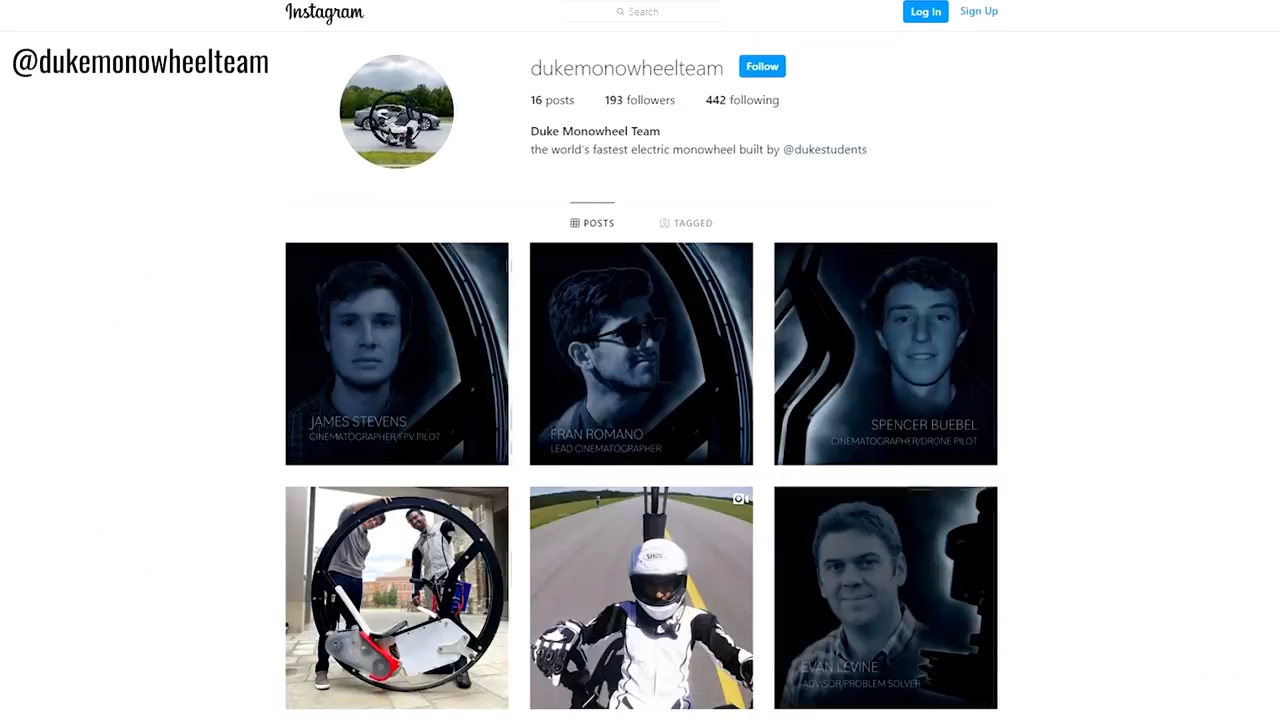 Instagram
Search
Log In
Sign Up
@dukemonowheelteam
dukemonowheelteam
Follow
16 posts
193 followers
442 following
Duke Monowheel Team
the world's fastest electric monowheel built by @dukestudents
POSTS
TAGGED
JAMES STEVENS
CINEMATOGRAPHER/FPV PILOT
FRAN ROMANO
LEAD CINEMATOGRAPHER
SPENCER BUEBEL
CINEMATOGRAPHER/DRONE PILOT
SHOEI
EVAN LEVINE
ADVISOR/PROBLEM SOLVER